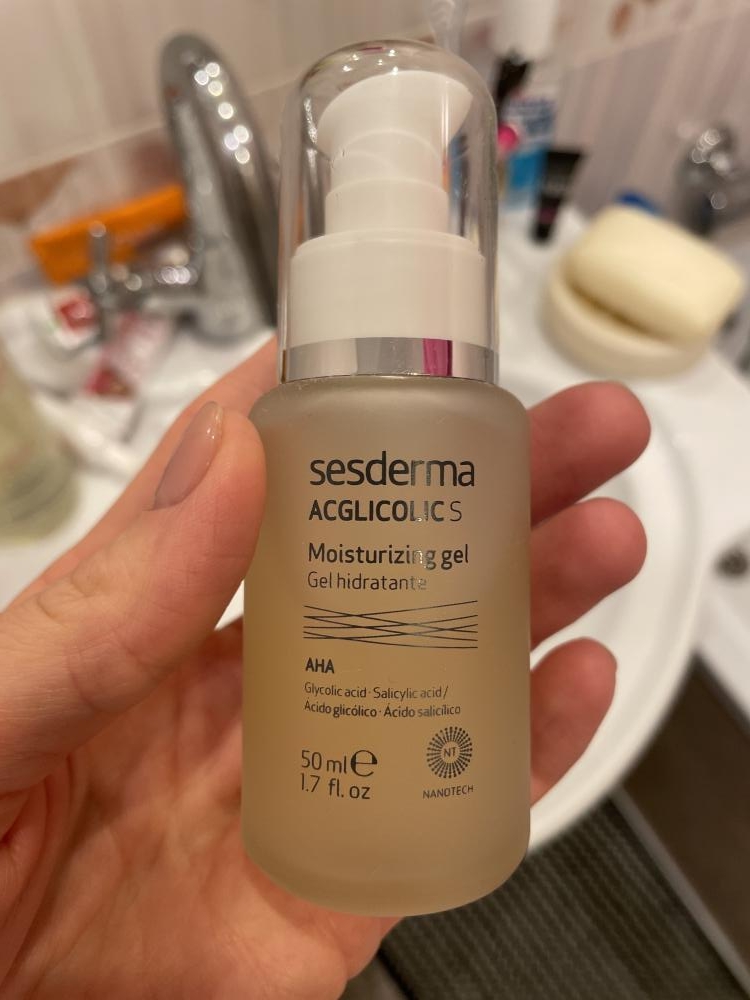 sesderma
ACGLICOLIC S
Moisturizing gel
Gel hidratante
AHA
Glycolic acid · Salicylic acid /
Ácido glicólico · Ácido salicílico
50 ml e
1.7 fl. oz
NT
NANOTECH